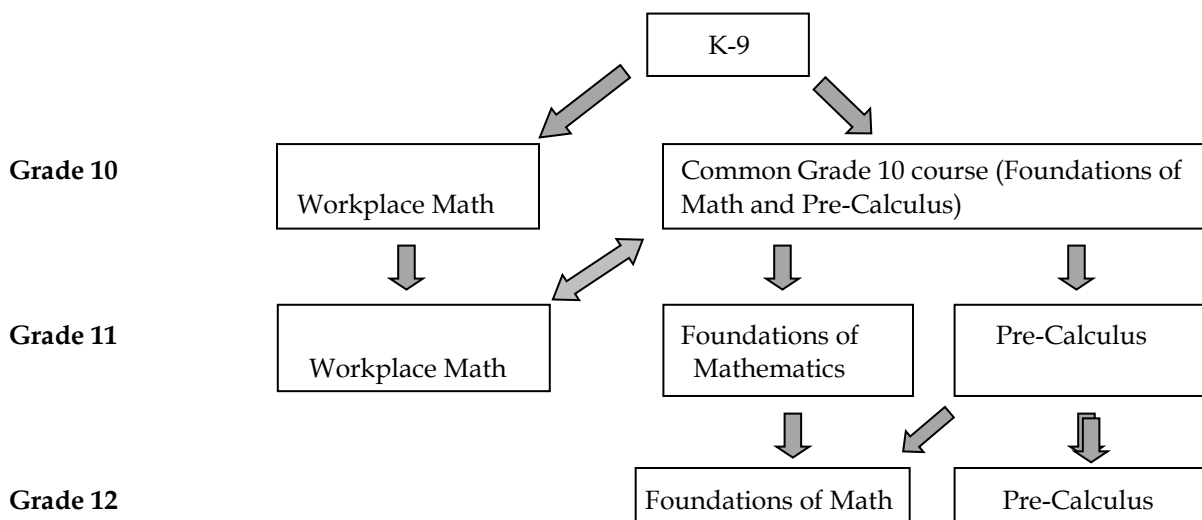 K-9
Grade 10
Workplace Math
Common Grade 10 course (Foundations of
Math and Pre-Calculus)
Grade 11
Workplace Math
Foundations of
Mathematics
Pre-Calculus
Grade 12
Foundations of Math
Pre-Calculus